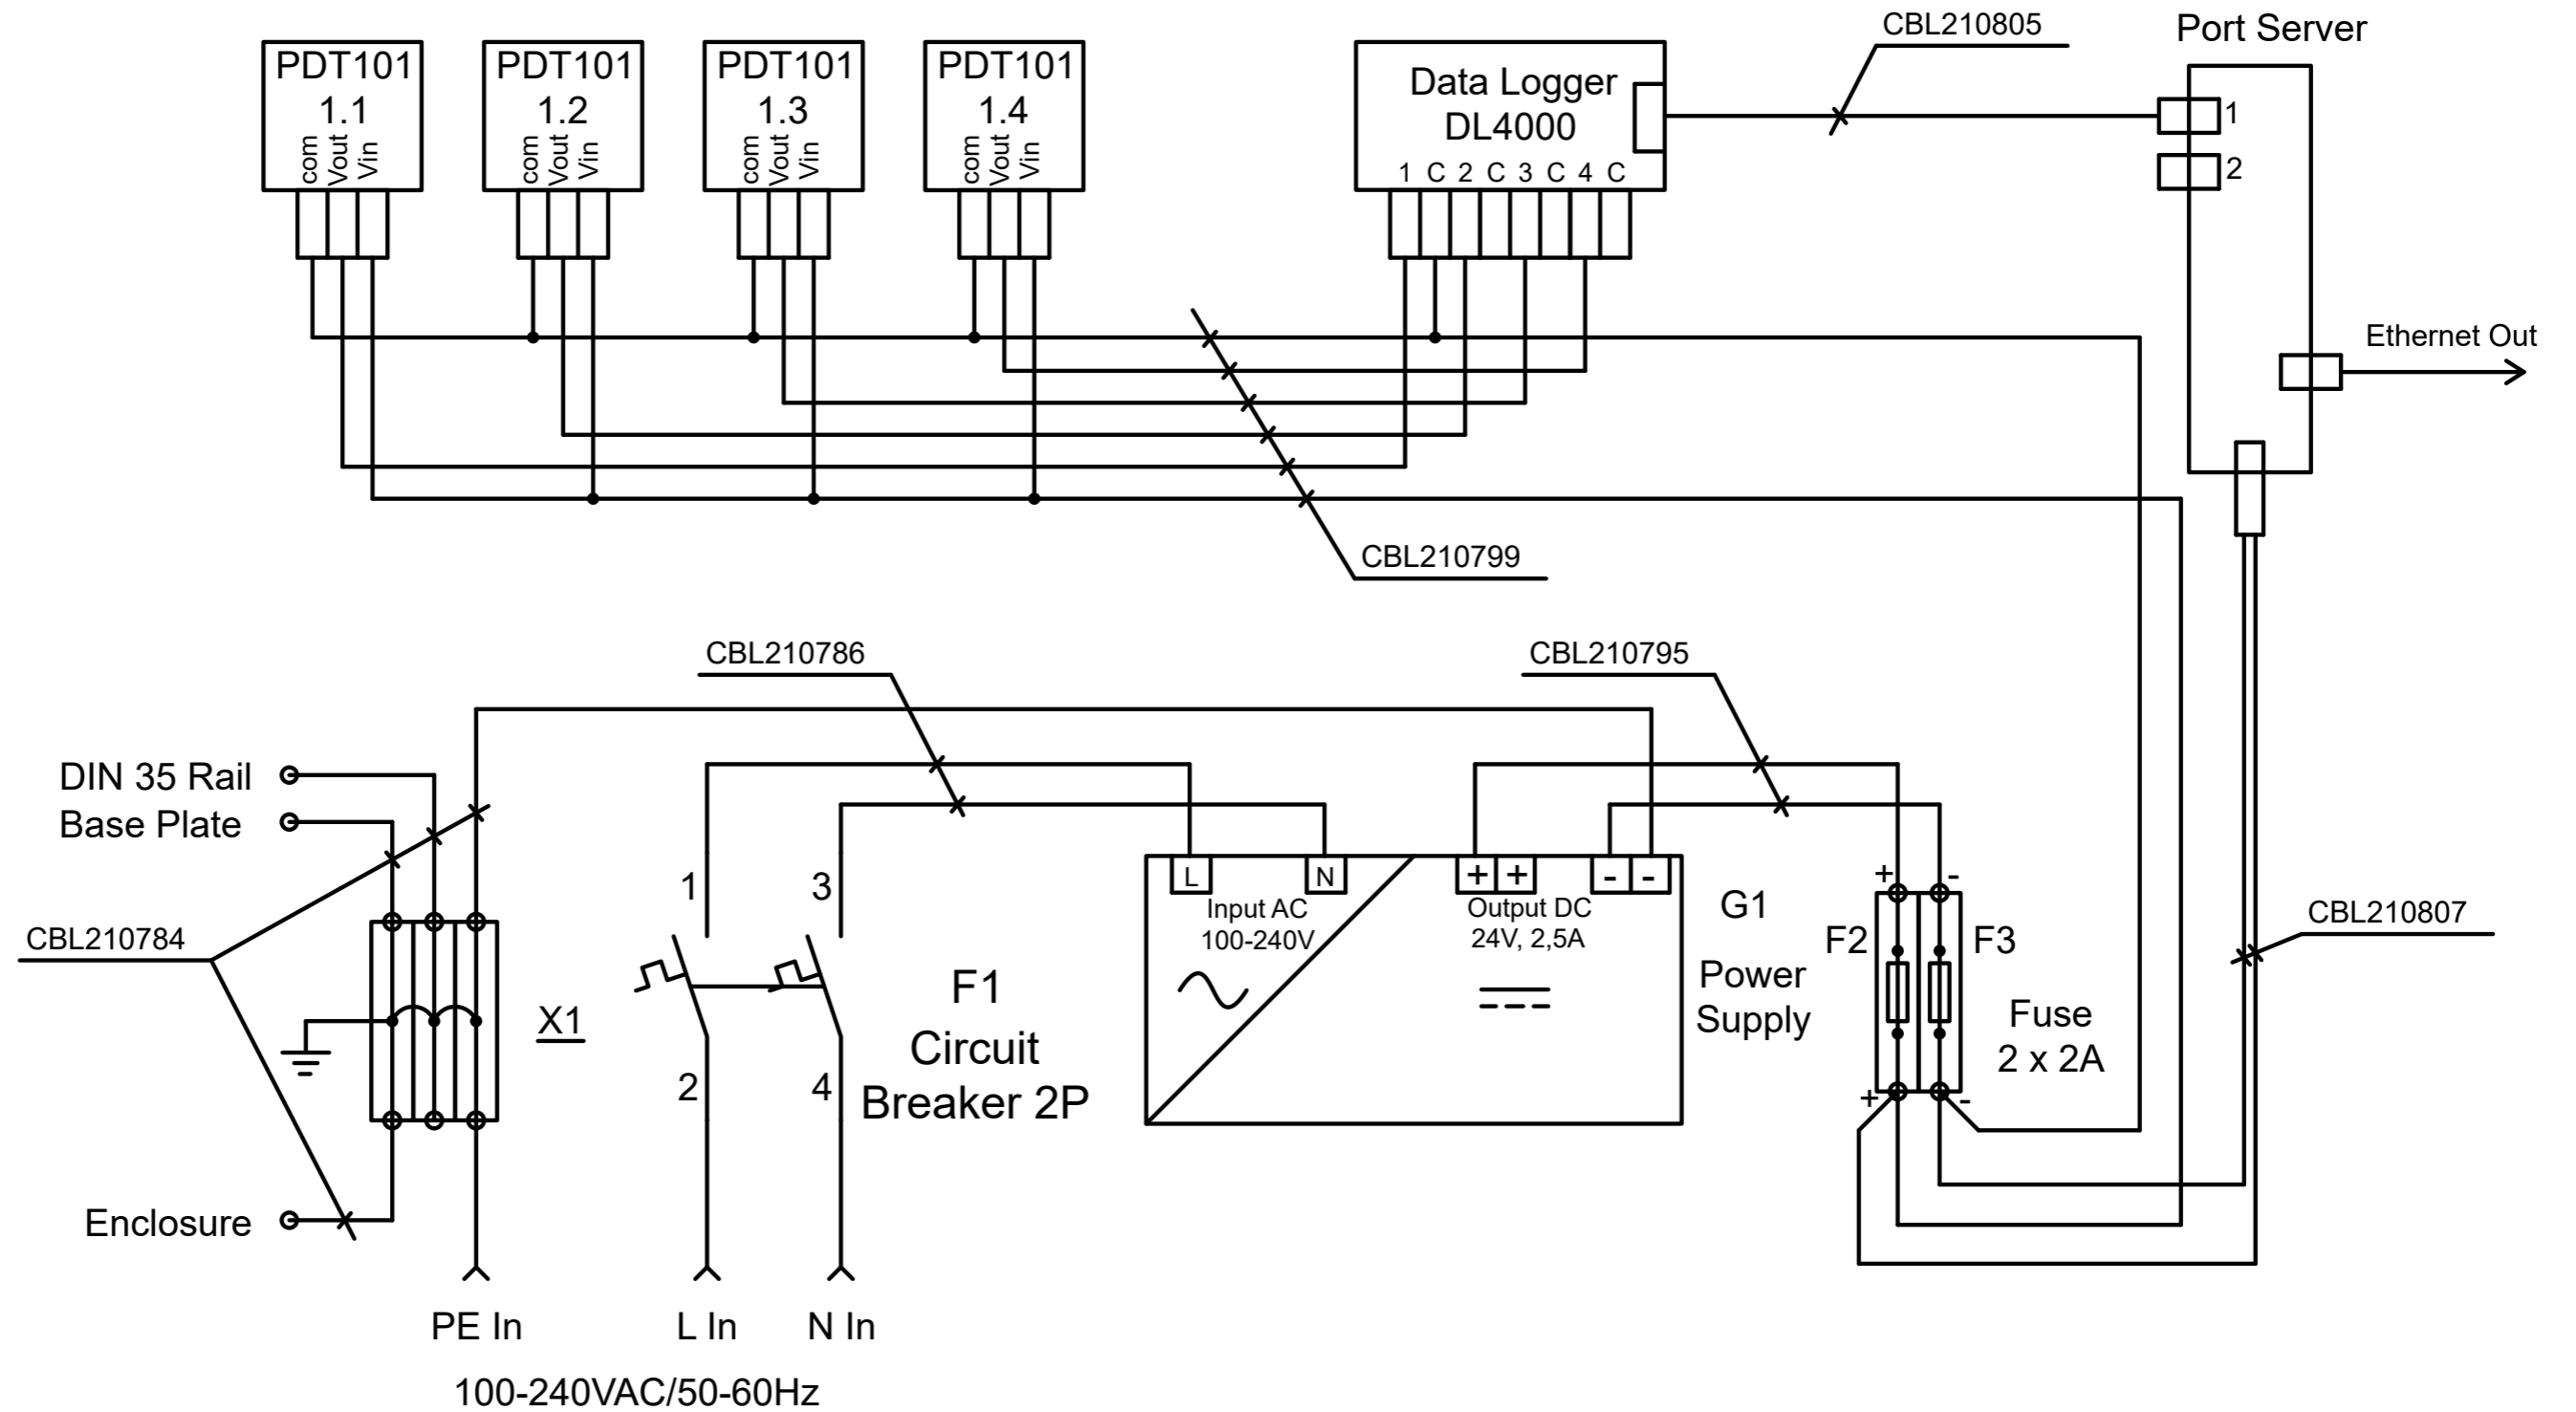 CBL210805
Port Server
PDT101
1.1
com
Vout
Vin
PDT101
1.2
com
Vout
Vin
PDT101
1.3
com
Vout
Vin
PDT101
1.4
com
Vout
Vin
Data Logger
DL4000
1 C 2 C 3 C 4 C
1
2
Ethernet Out
CBL210799
CBL210786
CBL210795
DIN 35 Rail
Base Plate
CBL210784
X1
Enclosure
1
3
2
4
F1
Circuit
Breaker 2P
L
N
+
+
-
-
Input AC
100-240V
Output DC
24V, 2,5A
G1
Power
Supply
+
-
F2
F3
Fuse
2 x 2A
+
-
CBL210807
PE In
L In
N In
100-240VAC/50-60Hz